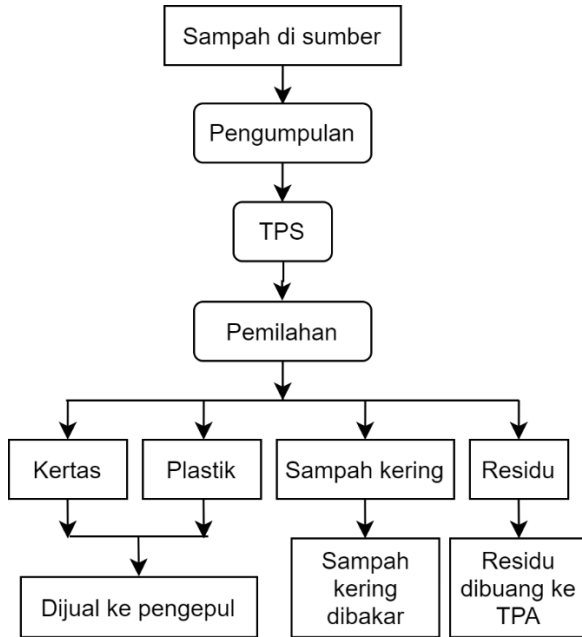 Sampah di sumber
Pengumpulan
TPS
Pemilahan
Kertas
Plastik
Sampah kering
Residu
Dijual ke pengepul
Sampah
kering
dibakar
Residu
dibuang ke
TPA